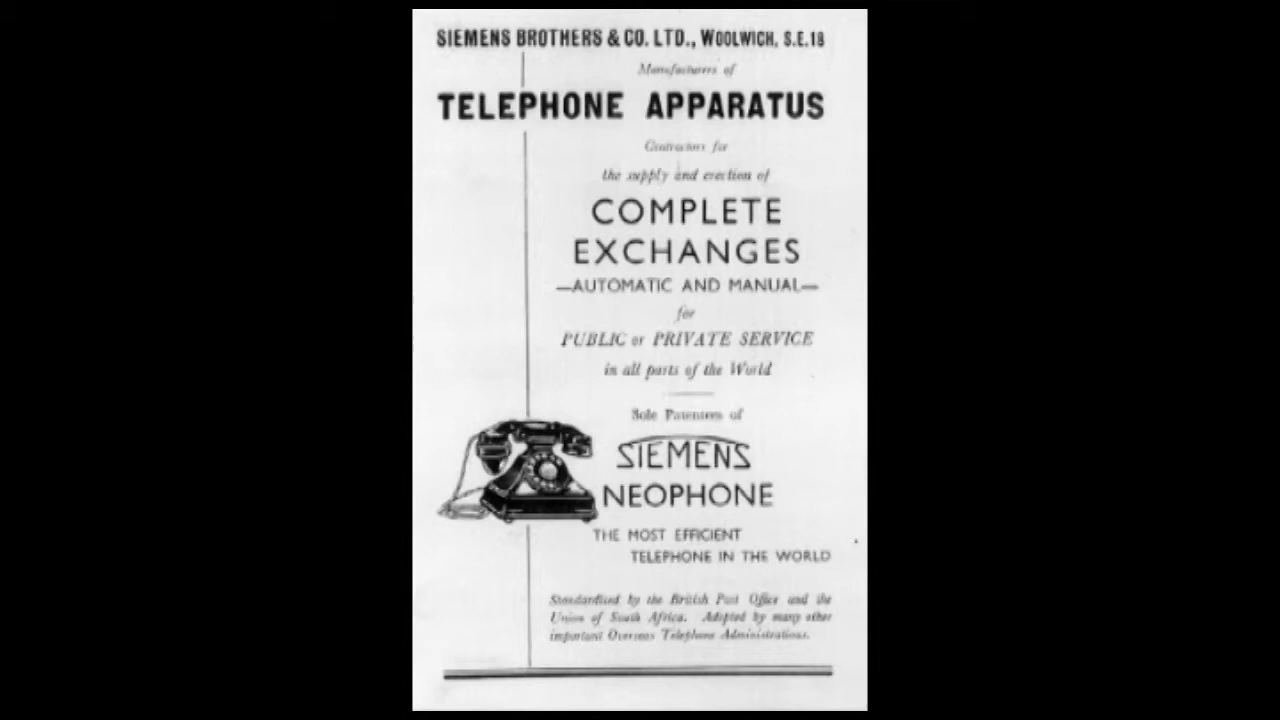 SIEMENS BROTHERS & CO. LTD., WOOLWICH, S.E.18
Manufacturers of
TELEPHONE APPARATUS
Contractors for
the supply and erection of
COMPLETE
EXCHANGES
—AUTOMATIC AND MANUAL—
for
PUBLIC or PRIVATE SERVICE
in all parts of the World
Sole Patentees of
SIEMENS
NEOPHONE
THE MOST EFFICIENT
TELEPHONE IN THE WORLD
Standardised by the British Post Office and the
Union of South Africa. Adopted by many other
important Overseas Telephone Administrations.